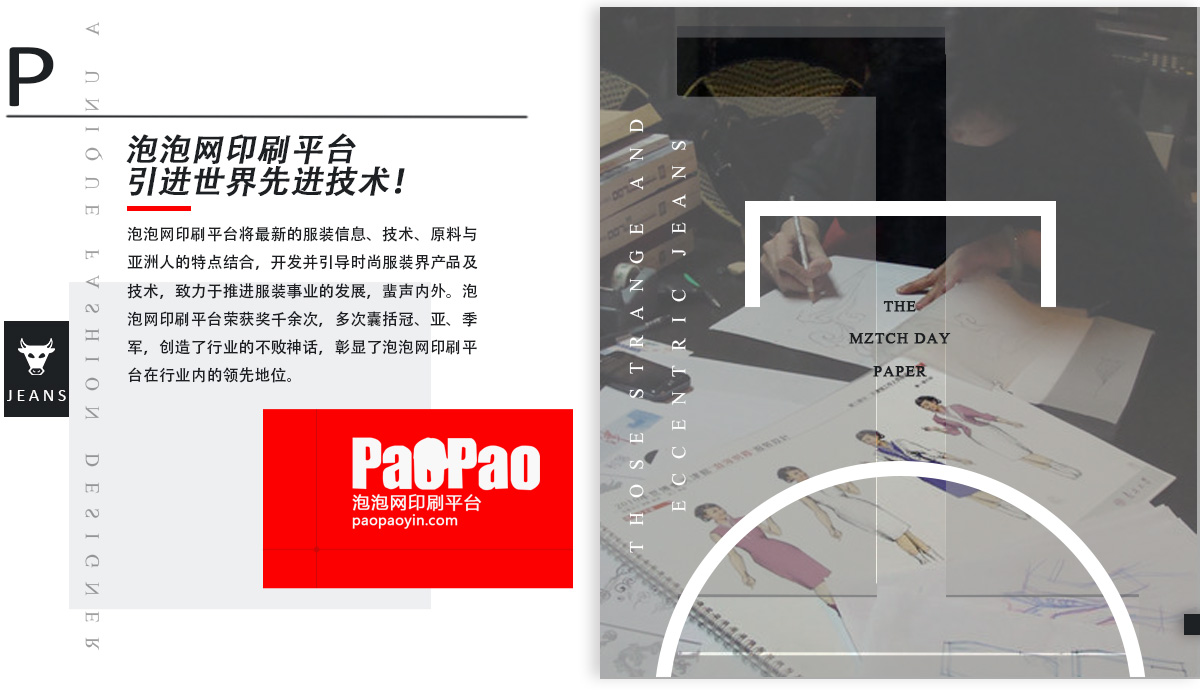 P
A UNIQUE FASHION DESIGNER
泡泡网印刷平台
引进世界先进技术！
泡泡网印刷平台将最新的服装信息、技术、原料与
亚洲人的特点结合，开发并引导时尚服装界产品及
技术，致力于推进服装事业的发展，蜚声内外。泡
泡网印刷平台荣获奖千余次，多次囊括冠、亚、季
军，创造了行业的不败神话，彰显了泡泡网印刷平
台在行业内的领先地位。
JEANS
PaoPao
泡泡网印刷平台
paopaoyin.com
THOSE STRANGE AND
ECCENTRIC JEANS
THE
MZTCH DAY
PAPER